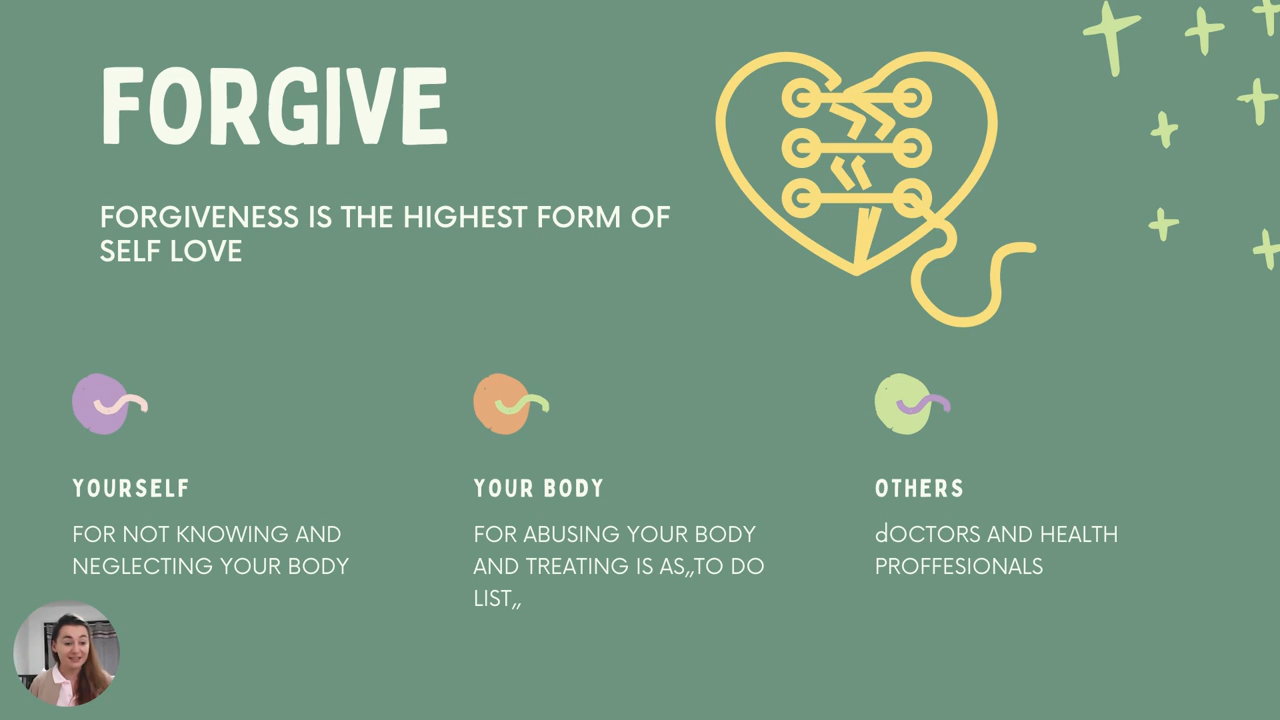 FORGIVE
FORGIVENESS IS THE HIGHEST FORM OF
SELF LOVE
YOURSELF
FOR NOT KNOWING AND
NEGLECTING YOUR BODY
YOUR BODY
FOR ABUSING YOUR BODY
AND TREATING IS AS,,TO DO
LIST,,
OTHERS
dOCTORS AND HEALTH
PROFFESIONALS